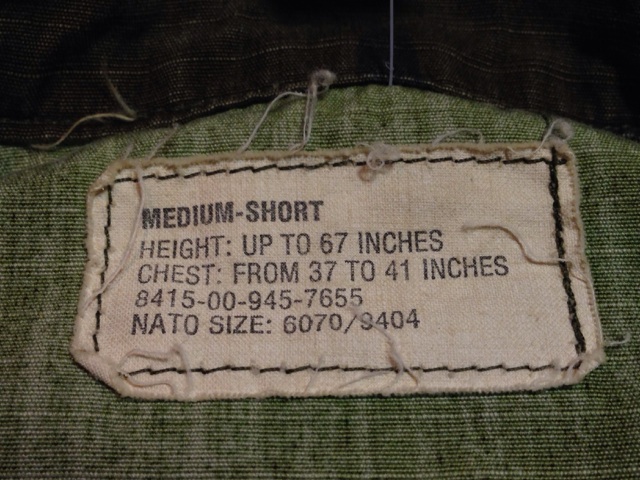 MEDIUM-SHORT
HEIGHT: UP TO 67 INCHES
CHEST: FROM 37 TO 41 INCHES
8415-00-945-7655
NATO SIZE: 6070/9404